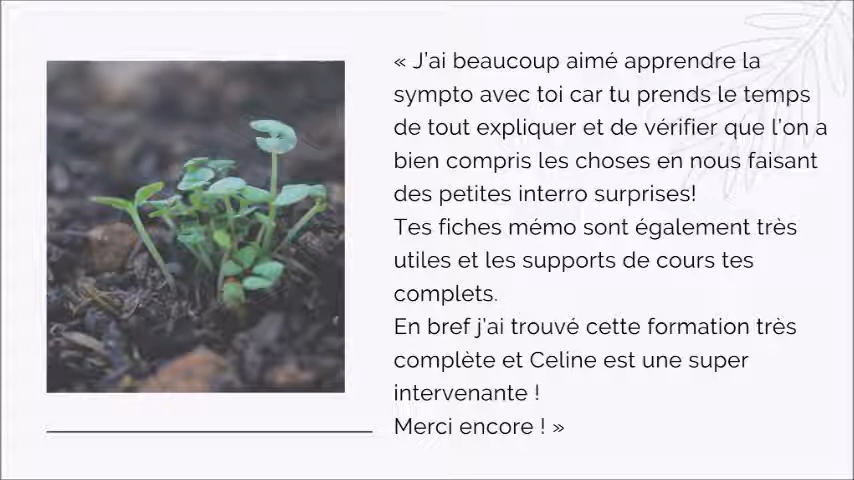 « J'ai beaucoup aimé apprendre la
sympto avec toi car tu prends le temps
de tout expliquer et de vérifier que l'on a
bien compris les choses en nous faisant
des petites interro surprises!
Tes fiches mémo sont également très
utiles et les supports de cours tes
complets.
En bref j'ai trouvé cette formation très
complète et Celine est une super
intervenante !
Merci encore ! »